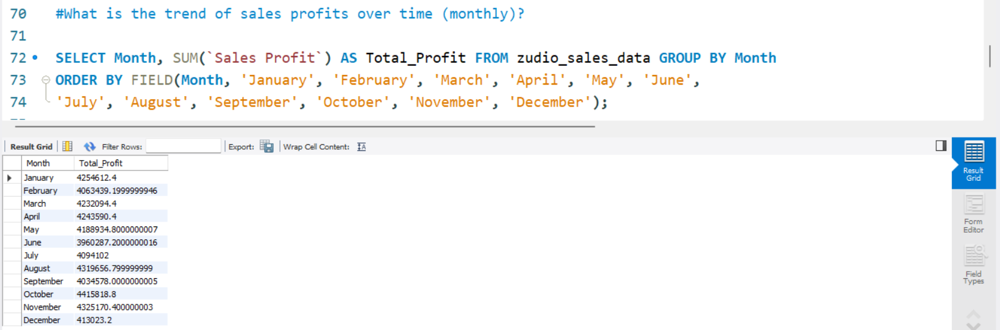 70 #What is the trend of sales profits over time (monthly)?
71
72 SELECT Month, SUM(`Sales Profit`) AS Total_Profit FROM zudio_sales_data GROUP BY Month
73 ORDER BY FIELD(Month, 'January', 'February', 'March', 'April', 'May', 'June',
74 'July', 'August', 'September', 'October', 'November', 'December');
Result Grid Filter Rows: Export: Wrap Cell Content:
Month Total_Profit
January 4254612.4
February 4063439.1999999946
March 4232094.4
April 4243590.4
May 4188934.8000000007
June 3960287.2000000016
July 4094102
August 4319656.799999999
September 4034578.0000000005
October 4415818.8
November 4325170.400000003
December 413023.2
Result
Grid
Form
Editor
Field
Types